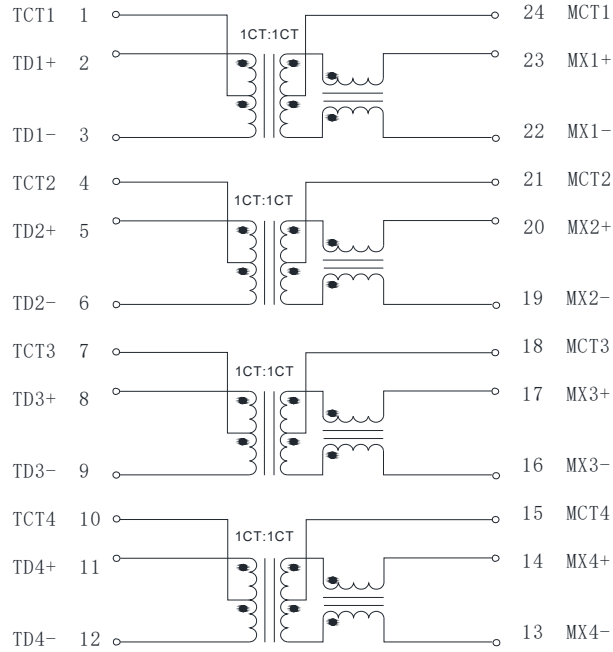 TCT1 1 24 MCT1
1CT:1CT
TD1+ 2 23 MX1+
TD1- 3 22 MX1-
TCT2 4 21 MCT2
1CT:1CT
TD2+ 5 20 MX2+
TD2- 6 19 MX2-
TCT3 7 18 MCT3
1CT:1CT
TD3+ 8 17 MX3+
TD3- 9 16 MX3-
TCT4 10 15 MCT4
1CT:1CT
TD4+ 11 14 MX4+
TD4- 12 13 MX4-